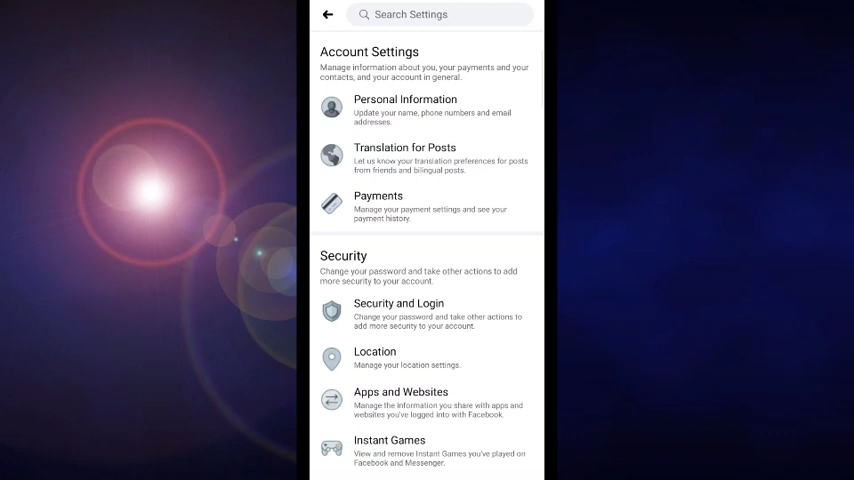 Search Settings
Account Settings
Manage information about you, your payments and your
contacts, and your account in general.
Personal Information
Update your name, phone numbers and email
addresses.
Translation for Posts
Let us know your translation preferences for posts
from friends and bilingual posts.
Payments
Manage your payment settings and see your
payment history.
Security
Change your password and take other actions to add
more security to your account.
Security and Login
Change your password and take other actions to
add more security to your account.
Location
Manage your location settings.
Apps and Websites
Manage the information you share with apps and
websites you've logged into with Facebook.
Instant Games
View and remove Instant Games you've played on
Facebook and Messenger.